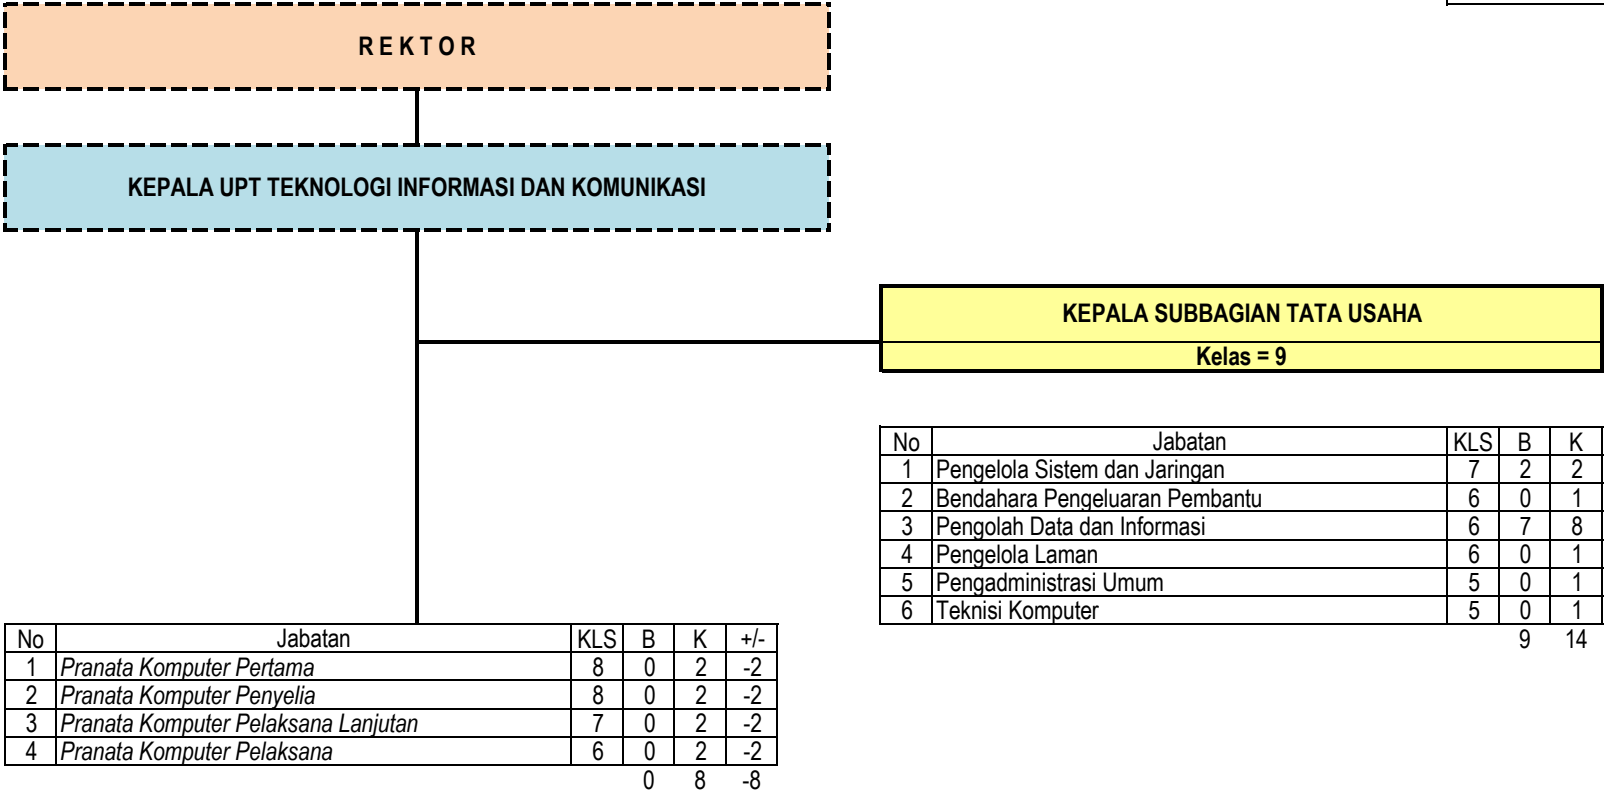 R E K T O R
KEPALA UPT TEKNOLOGI INFORMASI DAN KOMUNIKASI
KEPALA SUBBAGIAN TATA USAHA
Kelas = 9
No Jabatan KLS B K
1 Pengelola Sistem dan Jaringan 7 2 2
2 Bendahara Pengeluaran Pembantu 6 0 1
3 Pengolah Data dan Informasi 6 7 8
4 Pengelola Laman 6 0 1
5 Pengadministrasi Umum 5 0 1
6 Teknisi Komputer 5 0 1
9 14
No Jabatan KLS B K +/-
1 Pranata Komputer Pertama 8 0 2 -2
2 Pranata Komputer Penyelia 8 0 2 -2
3 Pranata Komputer Pelaksana Lanjutan 7 0 2 -2
4 Pranata Komputer Pelaksana 6 0 2 -2
0 8 -8